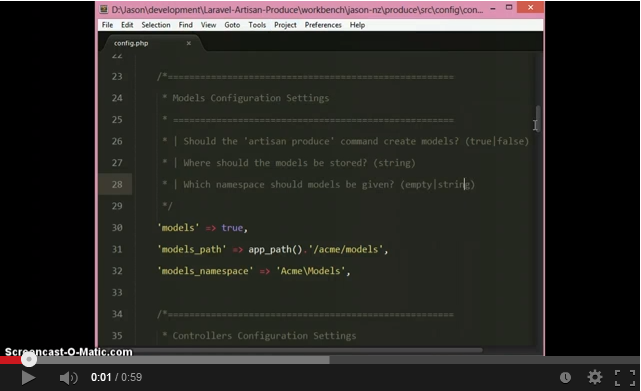 D:\Jason\development\Laravel-Artisan-Produce\workbench\jason-nz\produce\src\config\con...
File Edit Selection Find View Goto Tools Project Preferences Help
config.php ×
22
23 /*============================================
24 * Models Configuration Settings
25 * ============================================
26 * | Should the 'artisan produce' command create models? (true|false)
27 * | Where should the models be stored? (string)
28 * | Which namespace should models be given? (empty|string)
29 */
30 'models' => true,
31 'models_path' => app_path().'/acme/models',
32 'models_namespace' => 'Acme\Models',
33
34 /*============================================
35 * Controllers Configuration Settings
Screencast-O-Matic.com
0:01 / 0:59